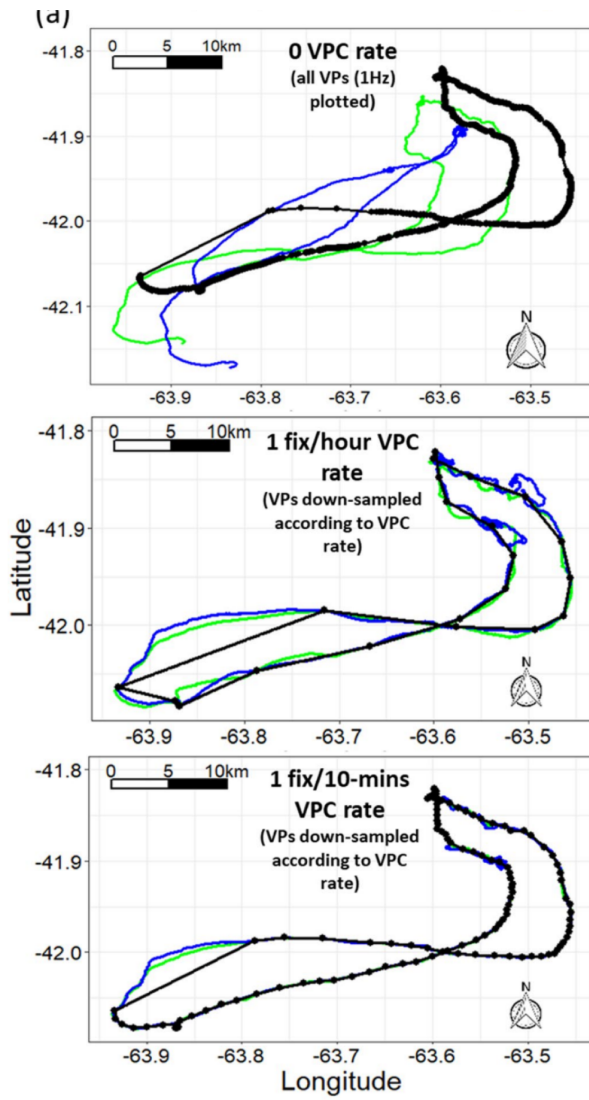 (a)
0 VPC rate
(all VPs (1Hz)
plotted)
0 5 10km
-41.8
-41.9
-42.0
-42.1
N
-63.9 -63.8 -63.7 -63.6 -63.5
1 fix/hour VPC
rate
(VPs down-sampled
according to VPC
rate)
0 5 10km
-41.8
-41.9
-42.0
N
-63.9 -63.8 -63.7 -63.6 -63.5
Latitude
1 fix/10-mins
VPC rate
(VPs down-sampled
according to VPC
rate)
0 5 10km
-41.8
-41.9
-42.0
N
-63.9 -63.8 -63.7 -63.6 -63.5
Longitude